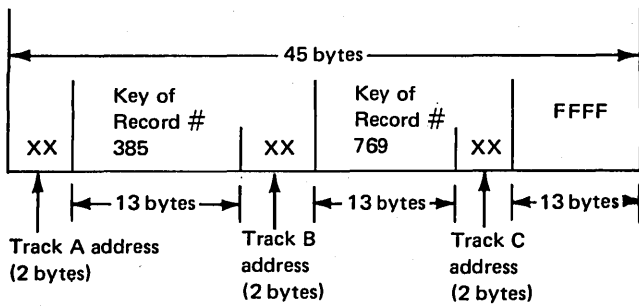 45 bytes
Key of
Record #
385
Key of
Record #
769
FFFF
XX
XX
XX
13 bytes
13 bytes
13 bytes
Track A address
(2 bytes)
Track B
address
(2 bytes)
Track C
address
(2 bytes)